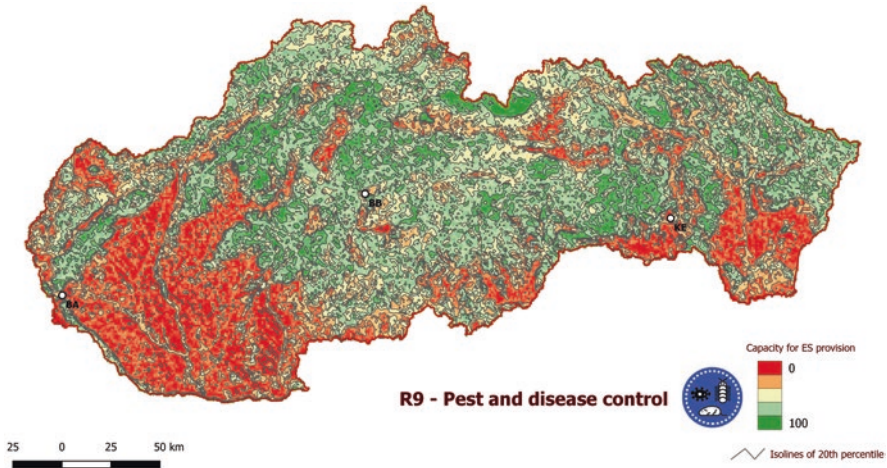 BB
KE
BA
Capacity for ES provision
0
R9 - Pest and disease control
100
25 0 25 50 km
Isolines of 20th percentile